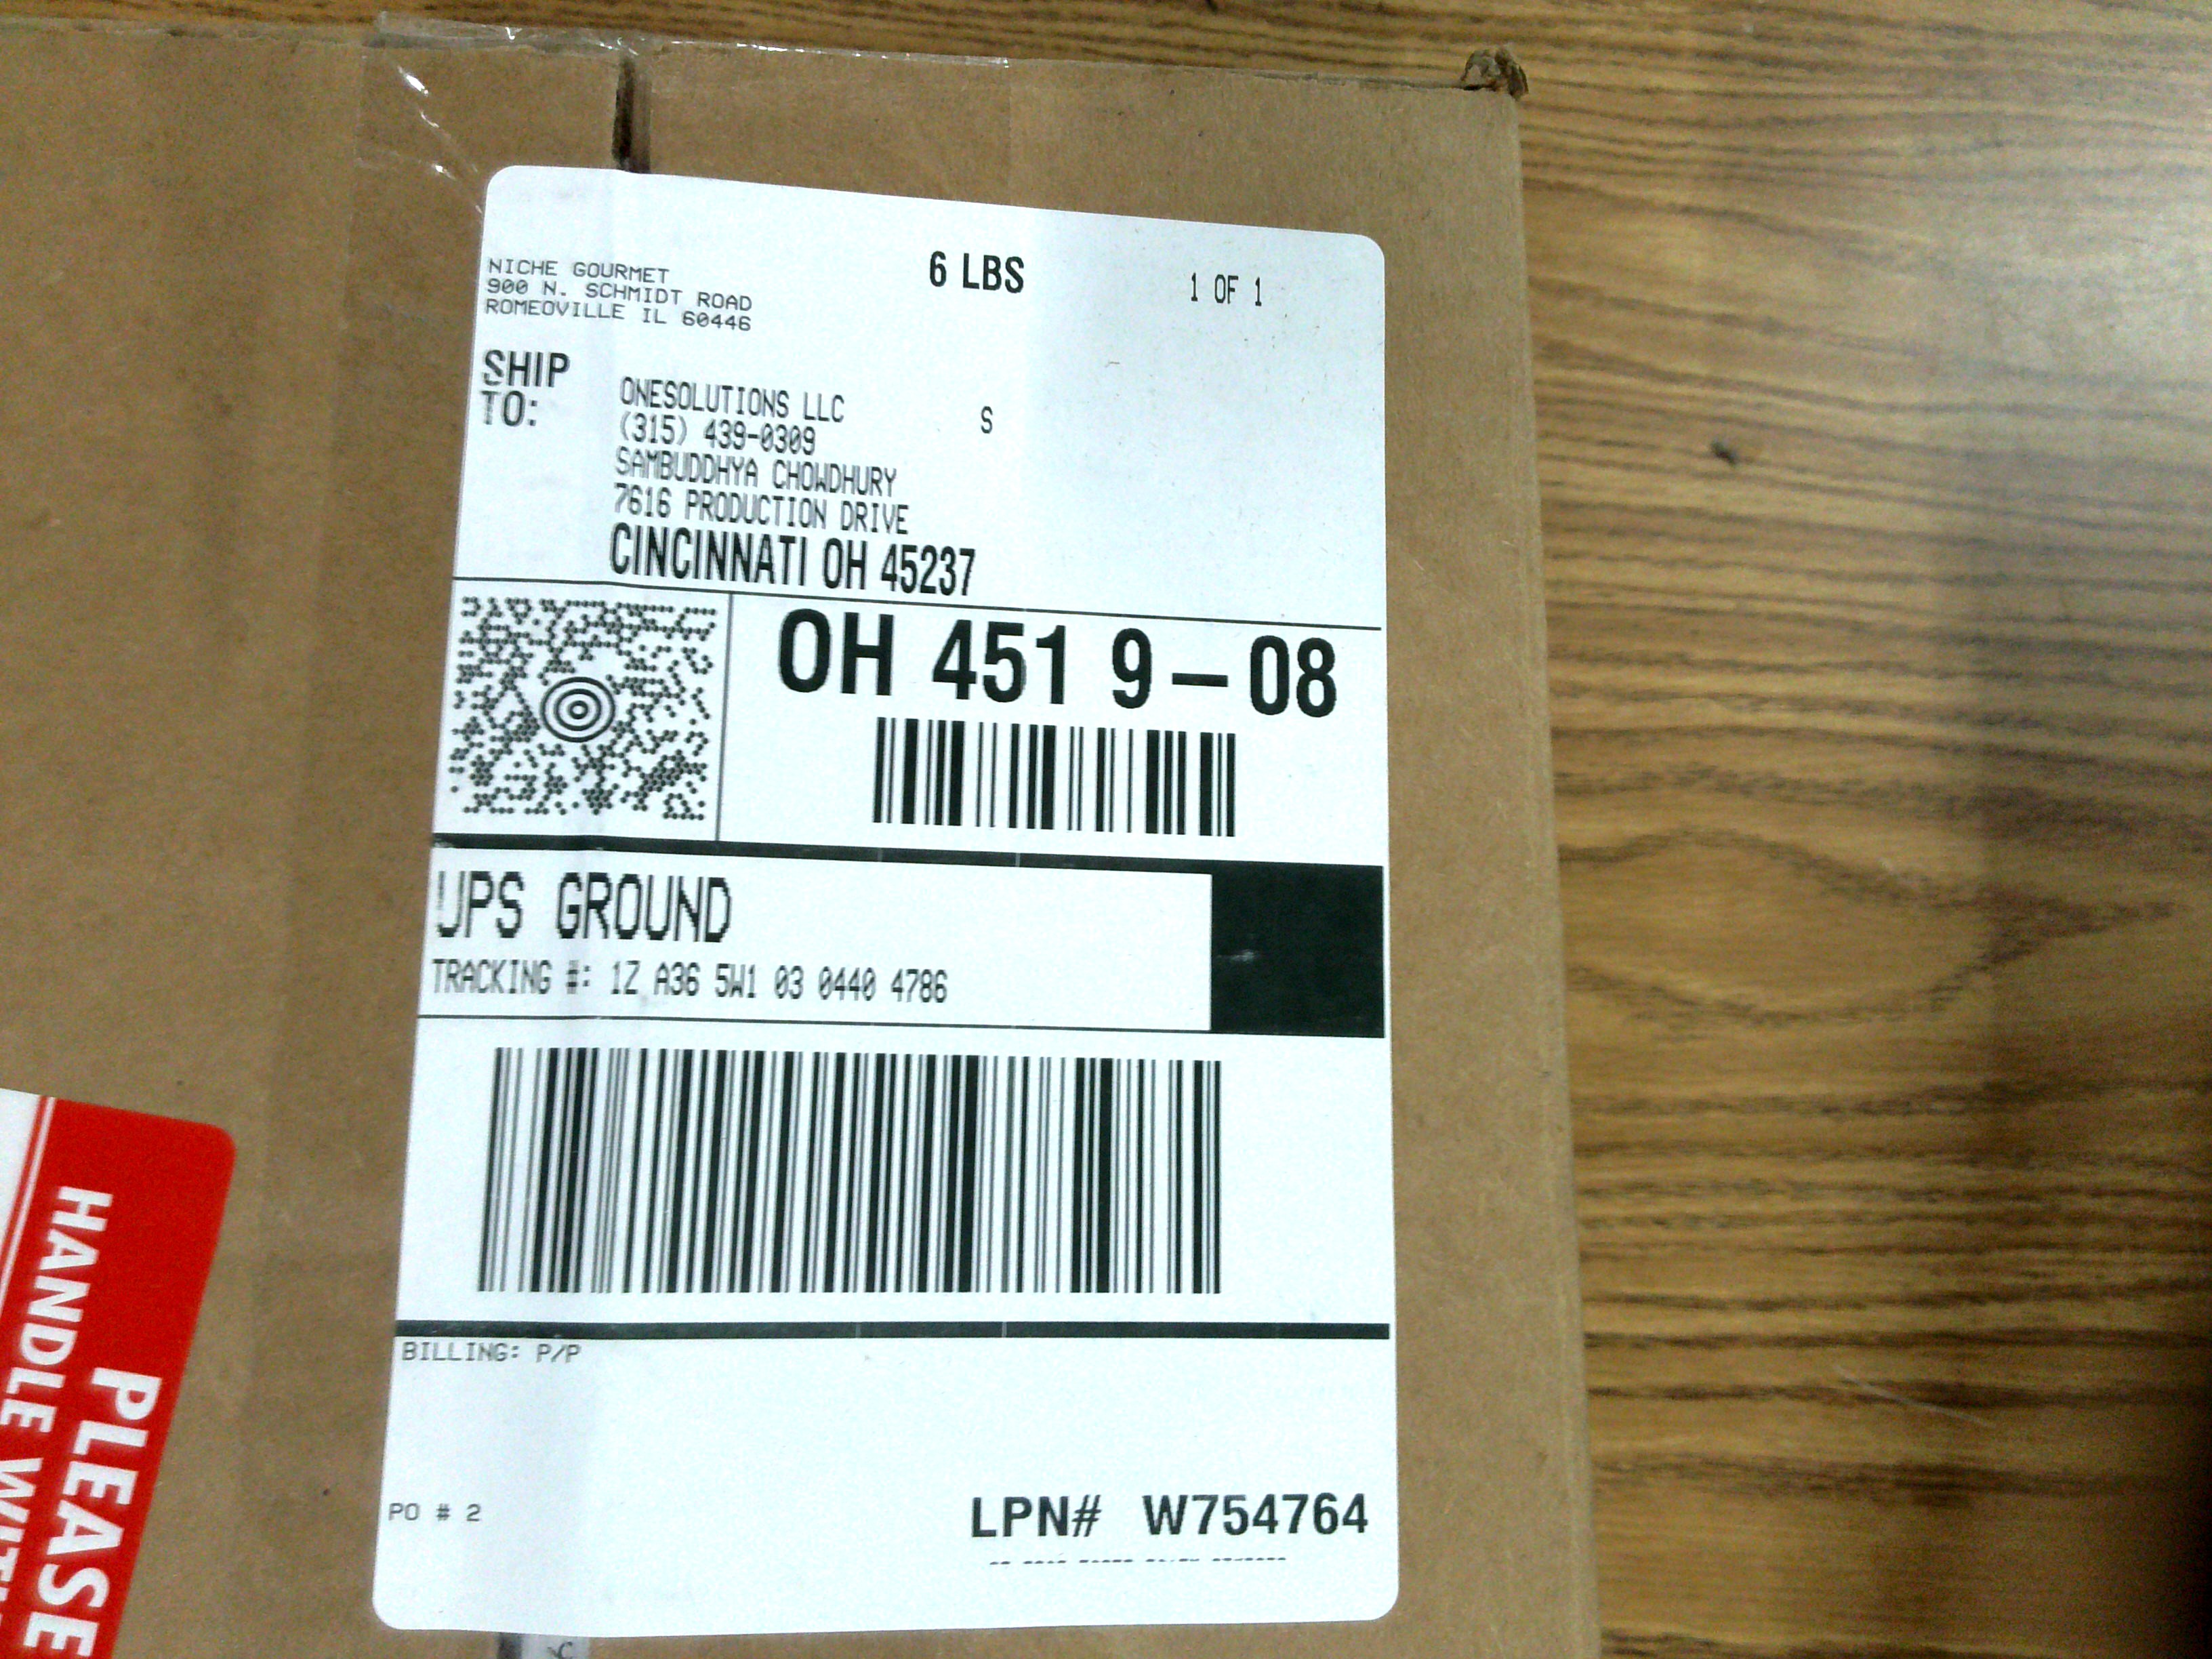 NICHE GOURMET
900 N. SCHMIDT ROAD
ROMEOVILLE IL 60446
6 LBS
1 OF 1
SHIP
TO:
ONESOLUTIONS LLC S
(315) 439-0309
SAMBUDDHYA CHOWDHURY
7616 PRODUCTION DRIVE
CINCINNATI OH 45237
OH 451 9-08
UPS GROUND
TRACKING #: 1Z A36 5W1 03 0440 4786
BILLING: P/P
PO # 2
LPN# W754764
PLEASE
HANDLE